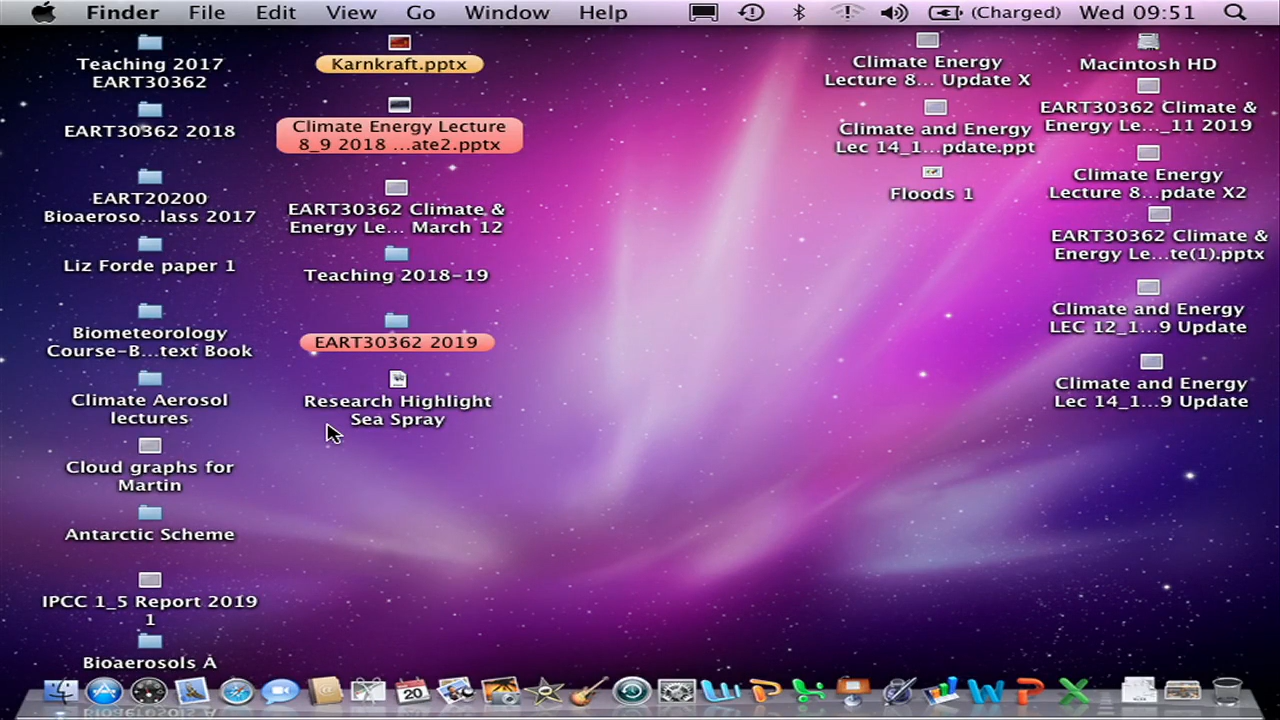 Finder File Edit View Go Window Help (Charged) Wed 09:51
Teaching 2017
EART30362
EART30362 2018
EART20200
Bioaeroso...lass 2017
Liz Forde paper 1
Biometeorology
Course-B...text Book
Climate Aerosol
lectures
Cloud graphs for
Martin
Antarctic Scheme
IPCC 1_5 Report 2019
1
Bioaerosols A
Karnkraft.pptx
Climate Energy Lecture
8_9 2018 ...ate2.pptx
EART30362 Climate &
Energy Le... March 12
Teaching 2018-19
EART30362 2019
Research Highlight
Sea Spray
Climate Energy
Lecture 8... Update X
Climate and Energy
Lec 14_1...pdate.ppt
Floods 1
Macintosh HD
EART30362 Climate &
Energy Le..._11 2019
Climate Energy
Lecture 8...pdate X2
EART30362 Climate &
Energy Le...te(1).pptx
Climate and Energy
LEC 12_1...9 Update
Climate and Energy
Lec 14_1...9 Update
20